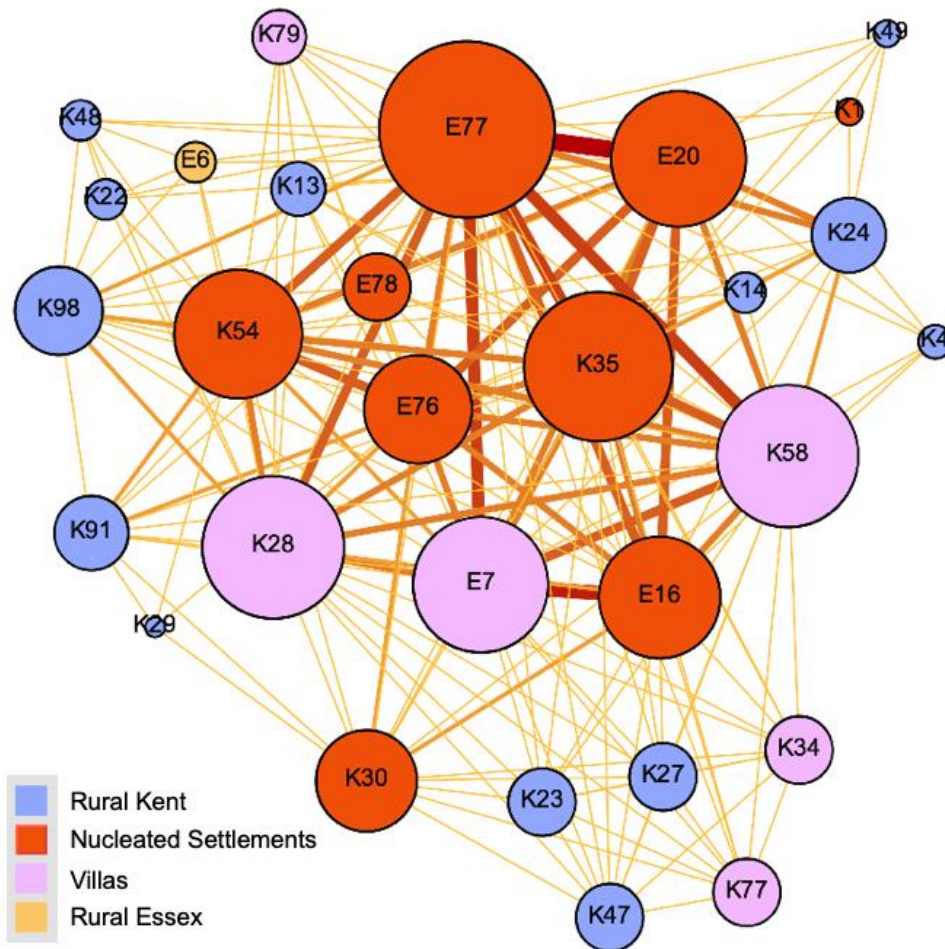 K79
K49
K48
K1
E77
E20
E6
K22
K13
K24
E78
K14
K98
K54
K4
K35
E76
K58
K91
K28
E7
E16
K29
K34
K30
K27
K23
K77
K47
Rural Kent
Nucleated Settlements
Villas
Rural Essex